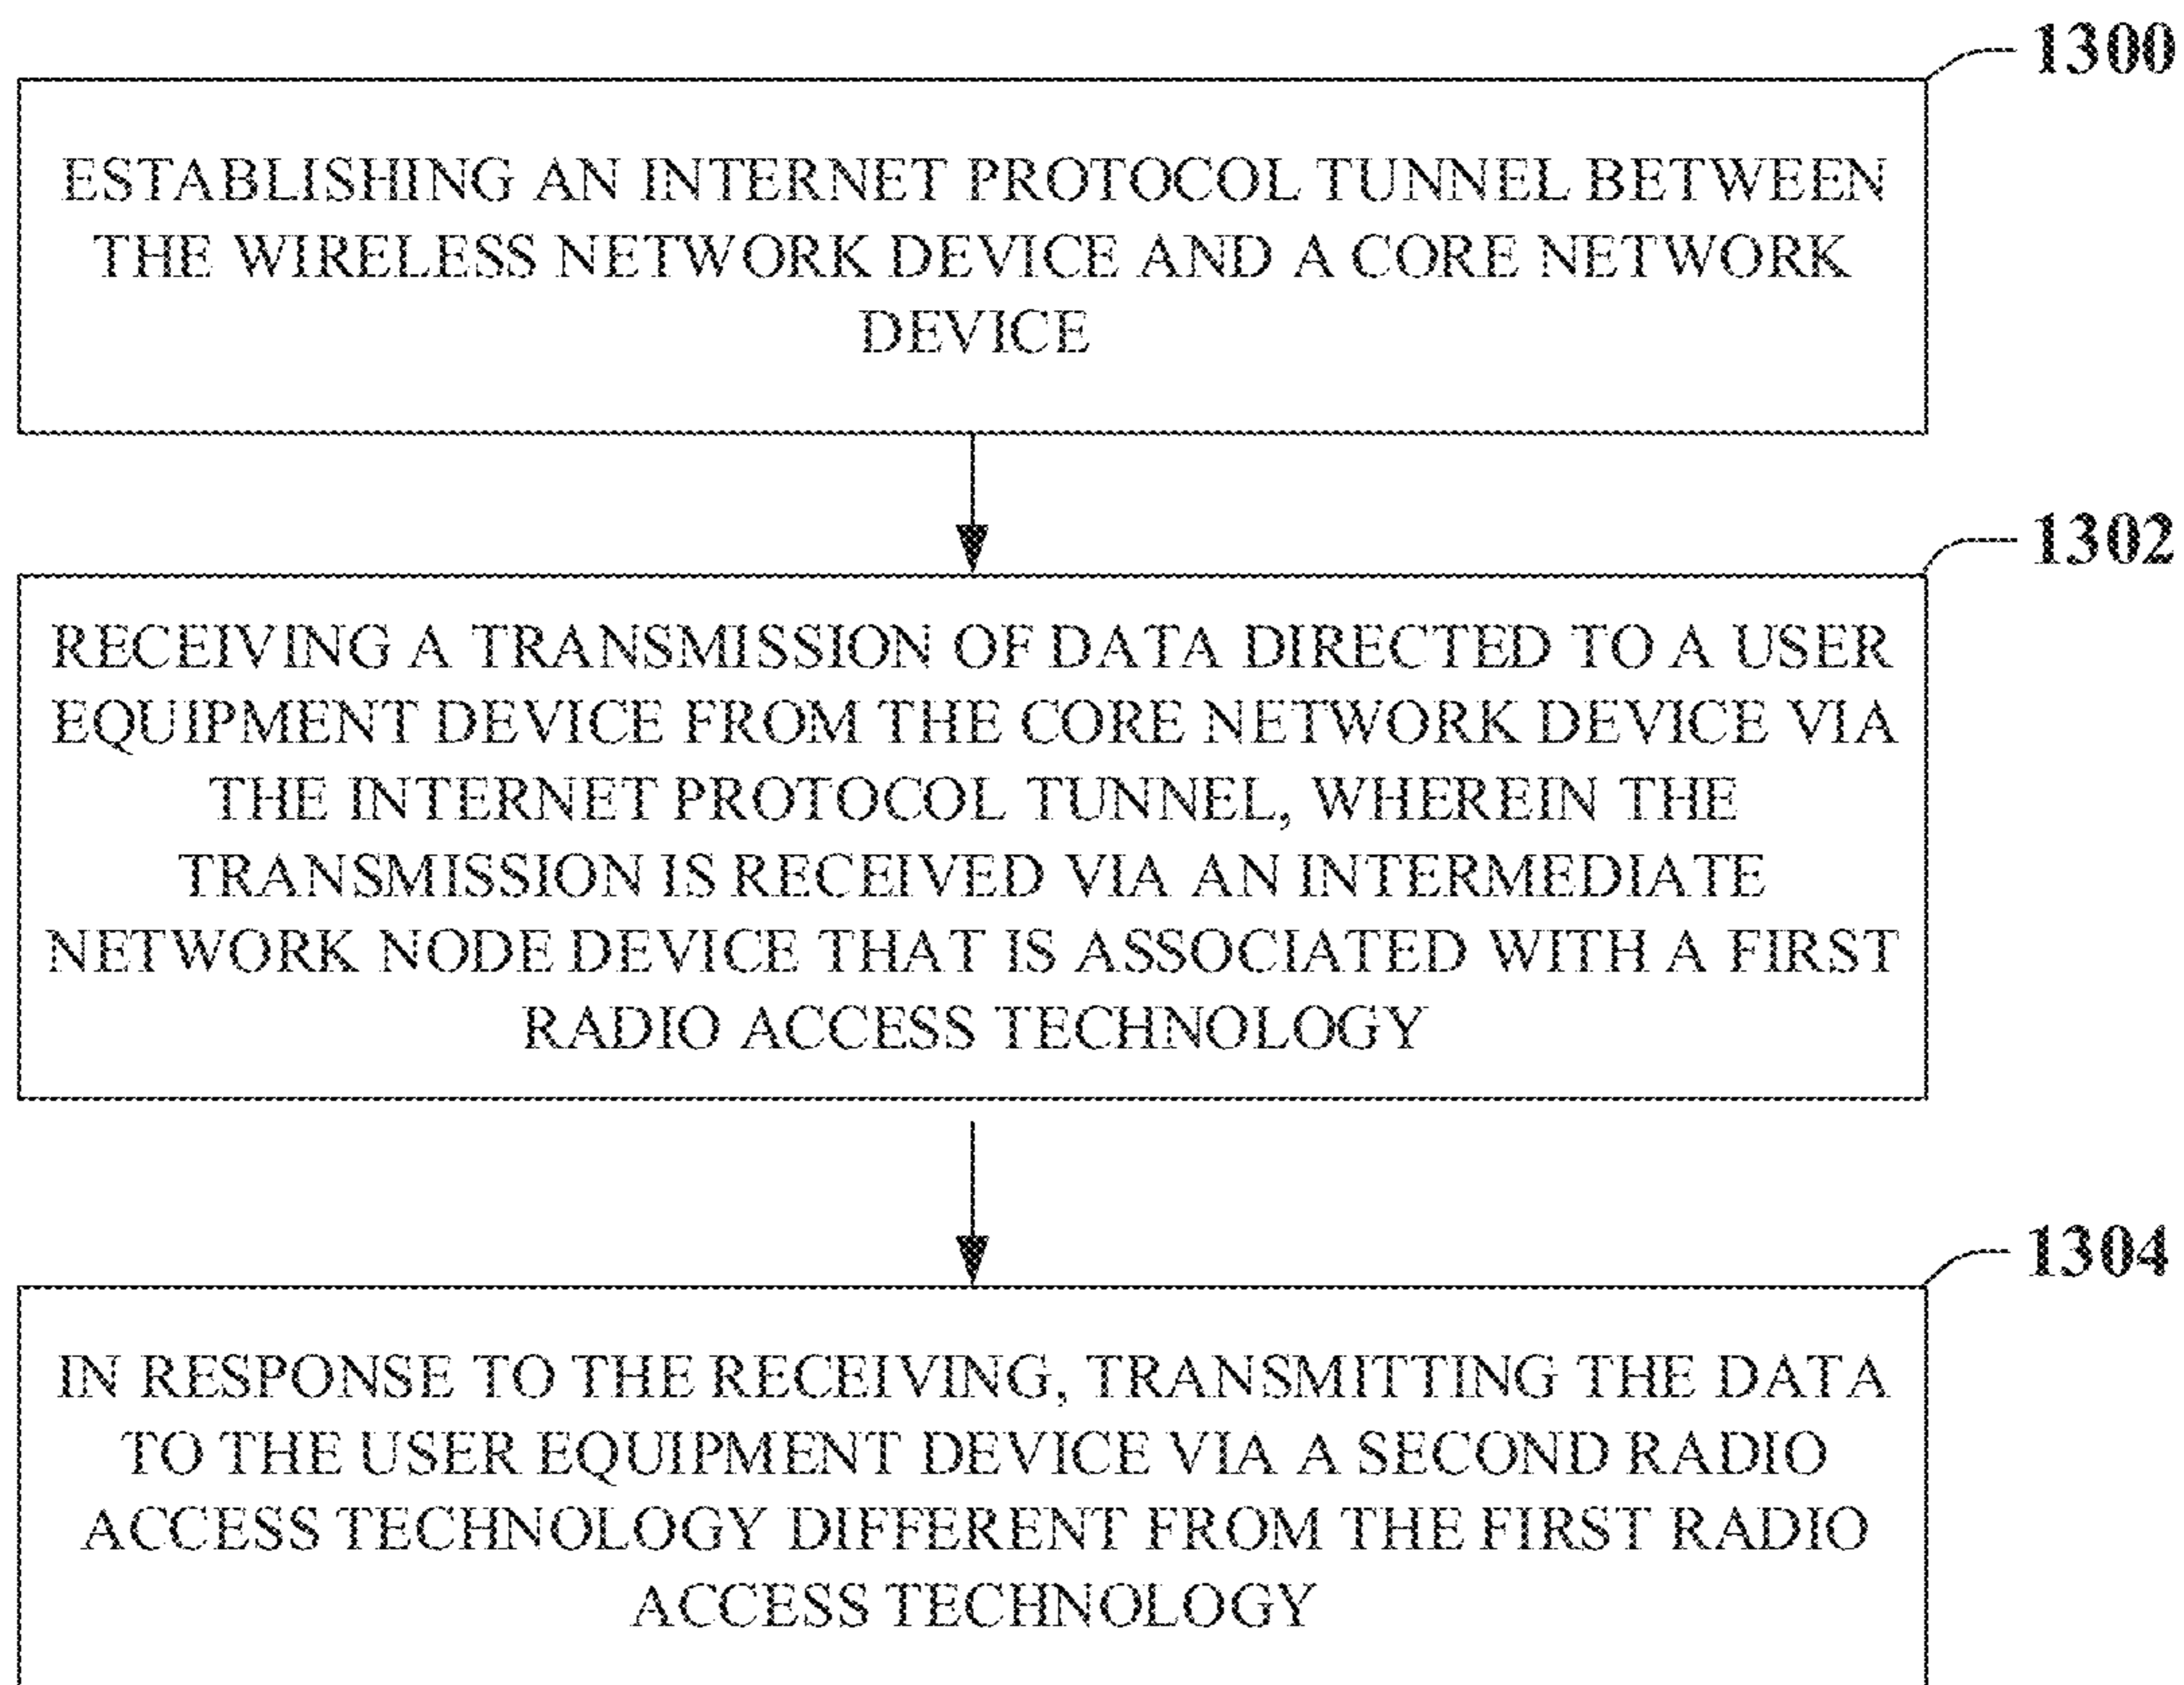 1300
ESTABLISHING AN INTERNET PROTOCOL TUNNEL BETWEEN
THE WIRELESS NETWORK DEVICE AND A CORE NETWORK
DEVICE
1302
RECEIVING A TRANSMISSION OF DATA DIRECTED TO A USER
EQUIPMENT DEVICE FROM THE CORE NETWORK DEVICE VIA
THE INTERNET PROTOCOL TUNNEL, WHEREIN THE
TRANSMISSION IS RECEIVED VIA AN INTERMEDIATE
NETWORK NODE DEVICE THAT IS ASSOCIATED WITH A FIRST
RADIO ACCESS TECHNOLOGY
1304
IN RESPONSE TO THE RECEIVING, TRANSMITTING THE DATA
TO THE USER EQUIPMENT DEVICE VIA A SECOND RADIO
ACCESS TECHNOLOGY DIFFERENT FROM THE FIRST RADIO
ACCESS TECHNOLOGY